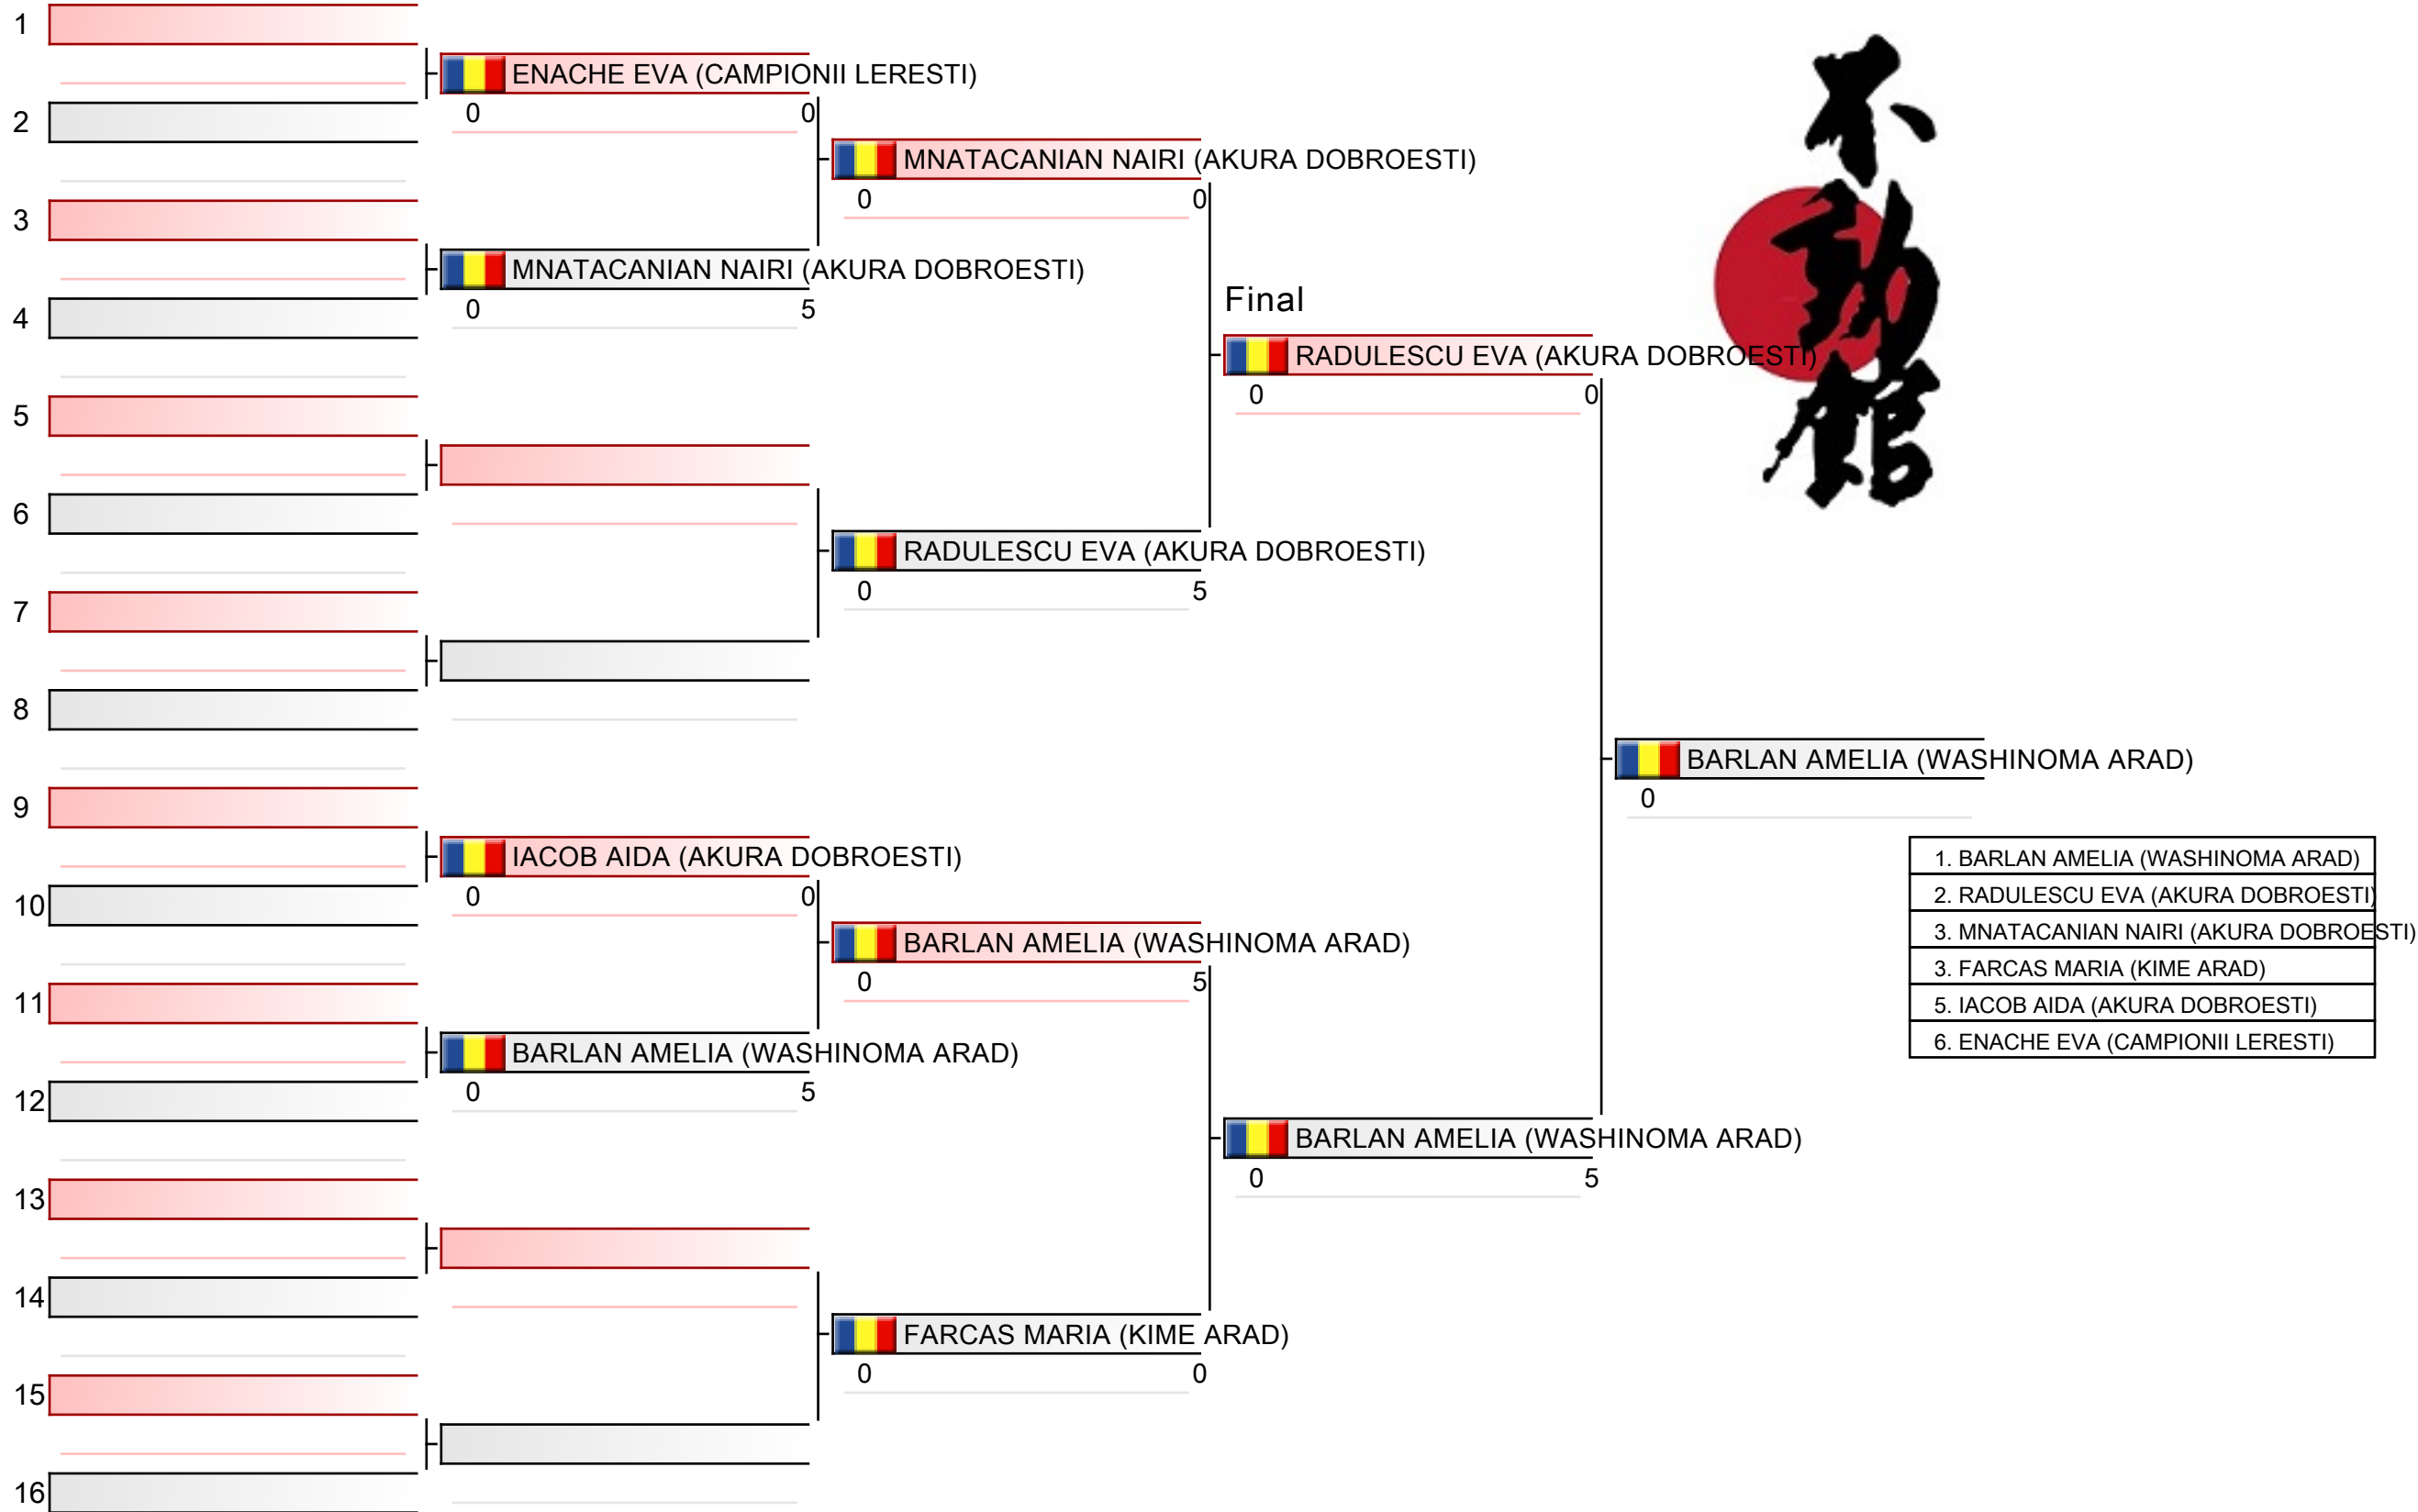 1
ENACHE EVA (CAMPIONII LERESTI)
0 0
2
MNATACANIAN NAIRI (AKURA DOBROESTI)
0 0
3
MNATACANIAN NAIRI (AKURA DOBROESTI)
0 5
4
Final
RADULESCU EVA (AKURA DOBROESTI)
0 0
5
6
RADULESCU EVA (AKURA DOBROESTI)
0 5
7
8
BARLAN AMELIA (WASHINOMA ARAD)
0
9
IACOB AIDA (AKURA DOBROESTI)
0 0
10
BARLAN AMELIA (WASHINOMA ARAD)
0 5
11
BARLAN AMELIA (WASHINOMA ARAD)
0 5
12
BARLAN AMELIA (WASHINOMA ARAD)
0 5
13
14
FARCAS MARIA (KIME ARAD)
0 0
15
16
1. BARLAN AMELIA (WASHINOMA ARAD)
2. RADULESCU EVA (AKURA DOBROESTI)
3. MNATACANIAN NAIRI (AKURA DOBROESTI)
3. FARCAS MARIA (KIME ARAD)
5. IACOB AIDA (AKURA DOBROESTI)
6. ENACHE EVA (CAMPIONII LERESTI)
不動館